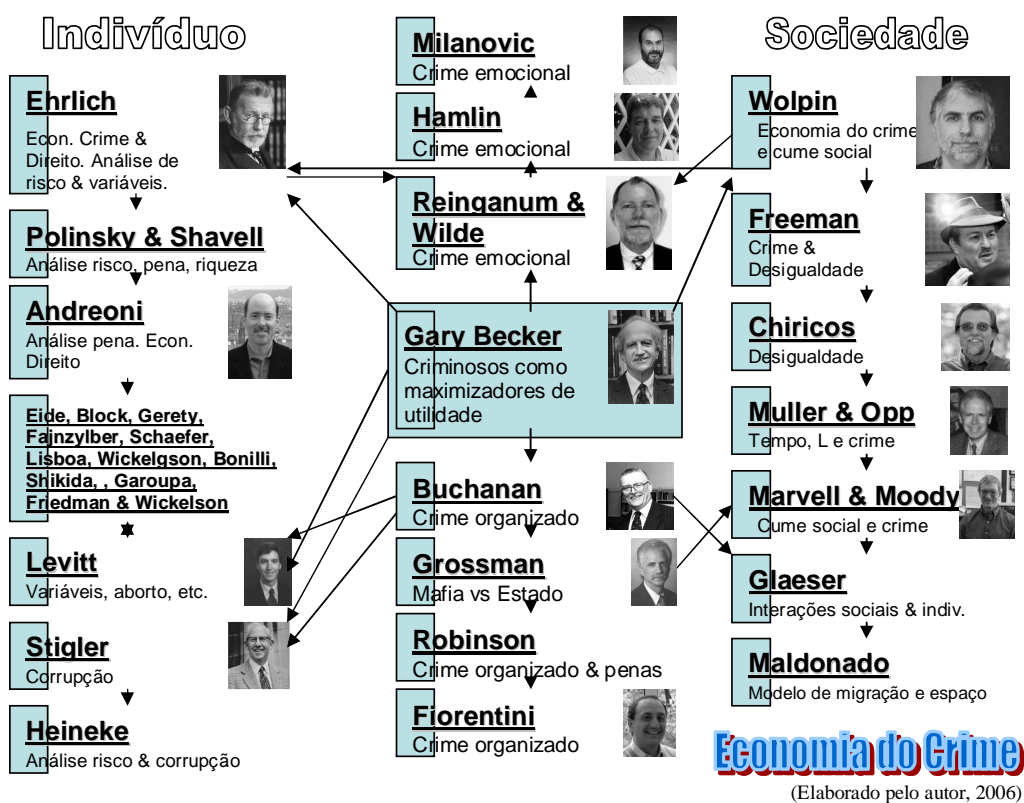 Indivíduo
Ehrlich
Econ. Crime &
Direito. Análise de
risco & variáveis.
Polinsky & Shavell
Análise risco, pena, riqueza
Andreoni
Análise pena. Econ.
Direito
Eide, Block, Gerety,
Fajnzylber, Schaefer,
Lisboa, Wickelgson, Bonilli,
Shikida, , Garoupa,
Friedman & Wickelson
Levitt
Variáveis, aborto, etc.
Stigler
Corrupção
Heineke
Análise risco & corrupção
Milanovic
Crime emocional
Hamlin
Crime emocional
Reinganum &
Wilde
Crime emocional
Gary Becker
Criminosos como
maximizadores de
utilidade
Buchanan
Crime organizado
Grossman
Mafia vs Estado
Robinson
Crime organizado & penas
Fiorentini
Crime organizado
Sociedade
Wolpin
Economia do crime
e cume social
Freeman
Crime &
Desigualdade
Chiricos
Desigualdade
Muller & Opp
Tempo, L e crime
Marvell & Moody
Cume social e crime
Glaeser
Interações sociais & indiv.
Maldonado
Modelo de migração e espaço
Economia do Crime
(Elaborado pelo autor, 2006)